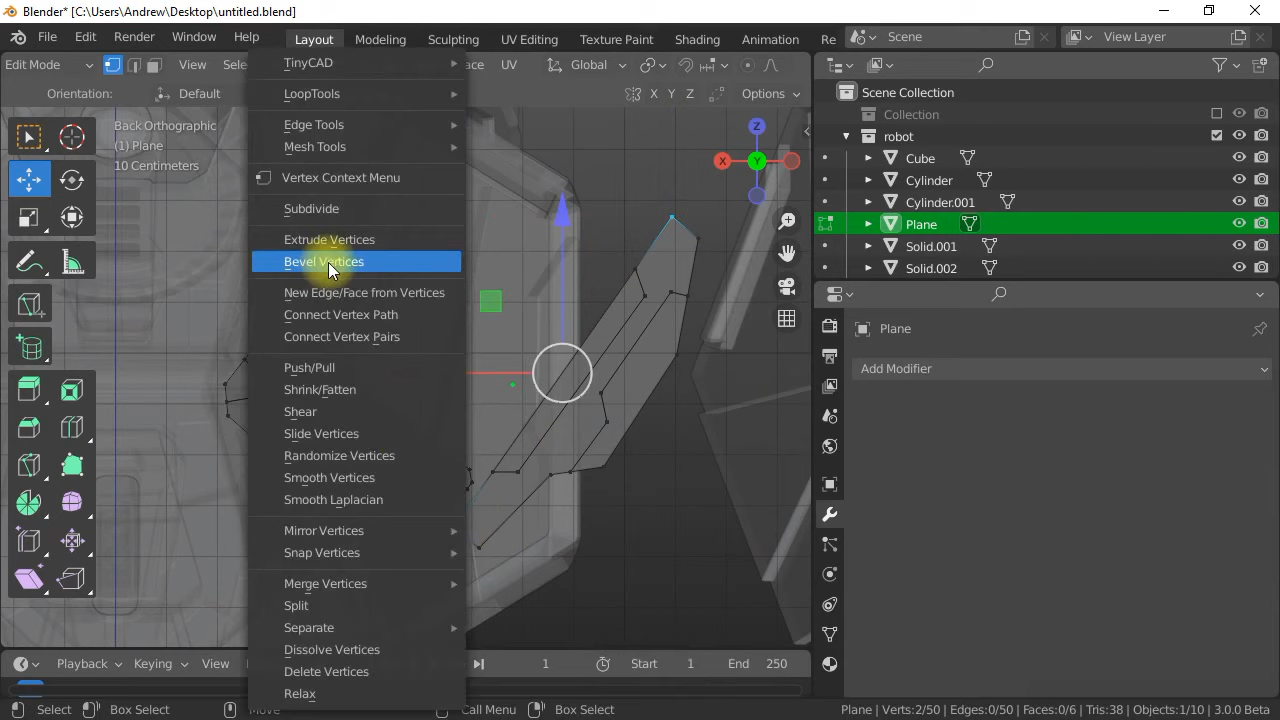 Blender* [C:\Users\Andrew\Desktop\untitled.blend]
File Edit Render Window Help Layout Modeling Sculpting UV Editing Texture Paint Shading Animation Re Scene View Layer
Edit Mode View Sele ce UV Global
Orientation: Default X Y Z Options
Back Orthographic
(1) Plane
10 Centimeters
Z
X
Y
TinyCAD
LoopTools
Edge Tools
Mesh Tools
Vertex Context Menu
Subdivide
Extrude Vertices
Bevel Vertices
New Edge/Face from Vertices
Connect Vertex Path
Connect Vertex Pairs
Push/Pull
Shrink/Fatten
Shear
Slide Vertices
Randomize Vertices
Smooth Vertices
Smooth Laplacian
Mirror Vertices
Snap Vertices
Merge Vertices
Split
Separate
Dissolve Vertices
Delete Vertices
Relax
Scene Collection
Collection
robot
Cube
Cylinder
Cylinder.001
Plane
Solid.001
Solid.002
Plane
Add Modifier
Playback Keying View 1 Start 1 End 250
Select Box Select Move Call Menu Box Select Plane | Verts:2/50 | Edges:0/50 | Faces:0/6 | Tris:38 | Objects:1/10 | 3.0.0 Beta